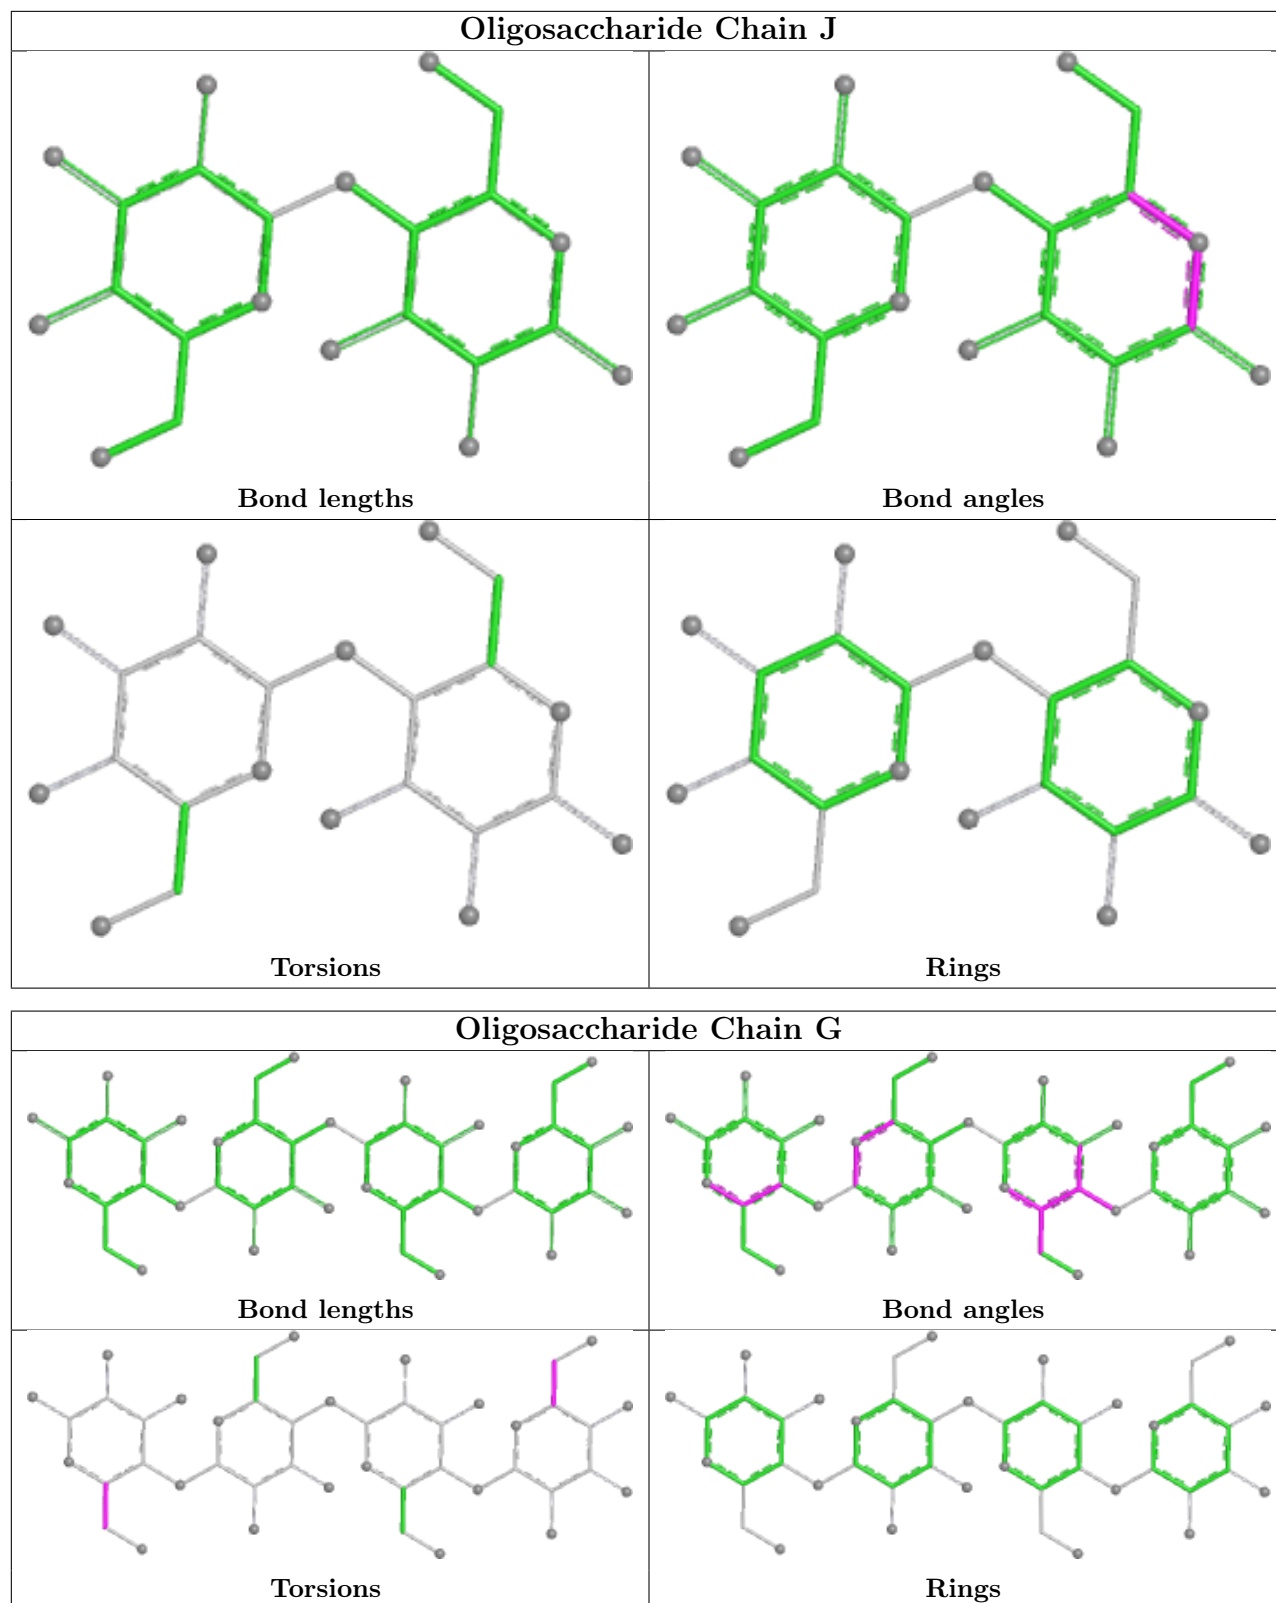 Oligosaccharide Chain J
Bond lengths
Bond angles
Torsions
Rings
Oligosaccharide Chain G
Bond lengths
Bond angles
Torsions
Rings